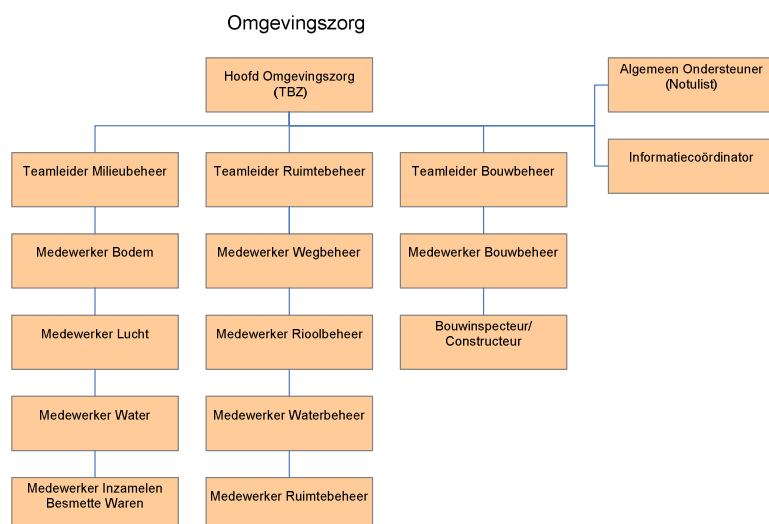 Omgevingszorg
Hoofd Omgevingszorg
(TBZ)
Algemeen Ondersteuner
(Notulist)
Informatiecoördinator
Teamleider Milieubeheer
Teamleider Ruimtebeheer
Teamleider Bouwbeheer
Medewerker Bodem
Medewerker Wegbeheer
Medewerker Bouwbeheer
Medewerker Lucht
Medewerker Rioolbeheer
Bouwinspecteur/
Constructeur
Medewerker Water
Medewerker Waterbeheer
Medewerker Inzamelen
Besmette Waren
Medewerker Ruimtebeheer